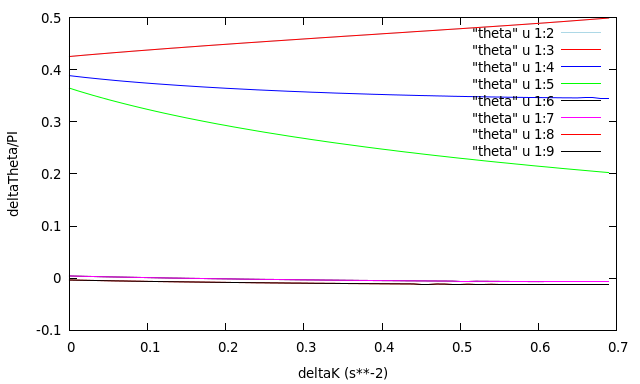 0.5
0.4
0.3
0.2
0.1
0
-0.1
deltaTheta/PI
"theta" u 1:2
"theta" u 1:3
"theta" u 1:4
"theta" u 1:5
"theta" u 1:6
"theta" u 1:7
"theta" u 1:8
"theta" u 1:9
0 0.1 0.2 0.3 0.4 0.5 0.6 0.7
deltaK (s**-2)